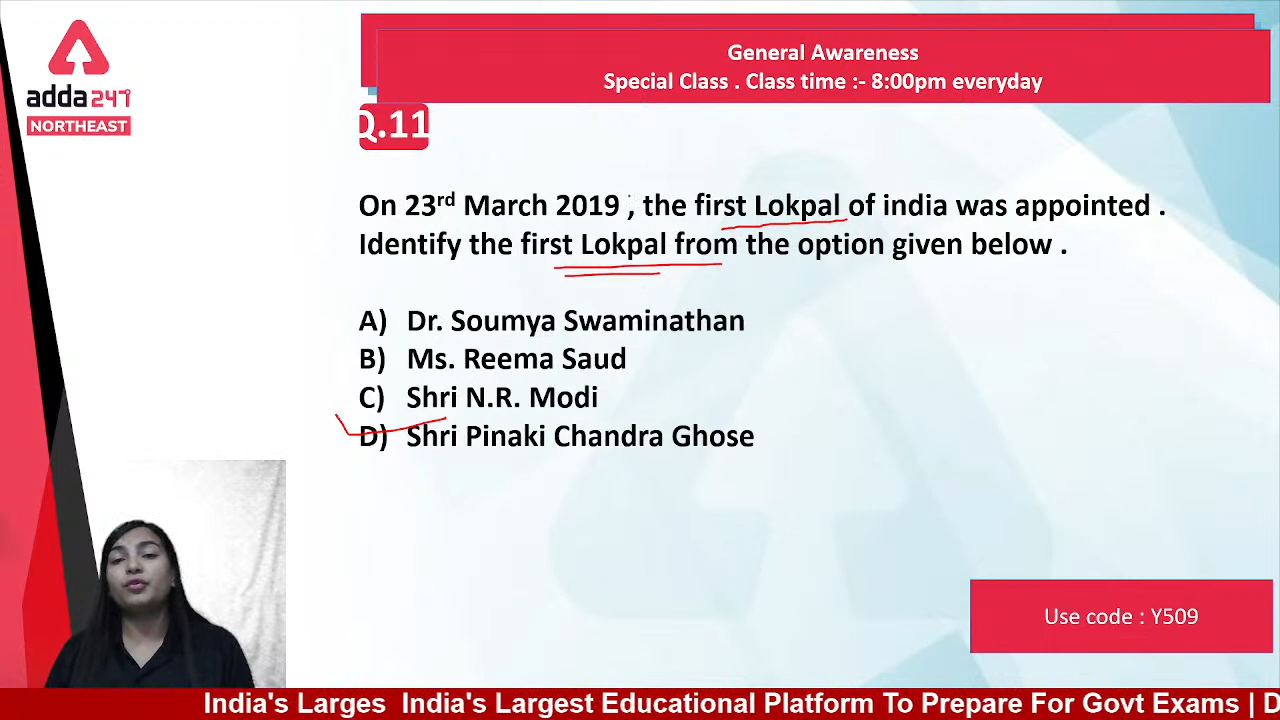 General Awareness
Special Class . Class time :- 8:00pm everyday
adda247
NORTHEAST
Q.11
On 23rd March 2019 , the first Lokpal of india was appointed .
Identify the first Lokpal from the option given below .
A) Dr. Soumya Swaminathan
B) Ms. Reema Saud
C) Shri N.R. Modi
D) Shri Pinaki Chandra Ghose
Use code : Y509
India's Larges India's Largest Educational Platform To Prepare For Govt Exams | D